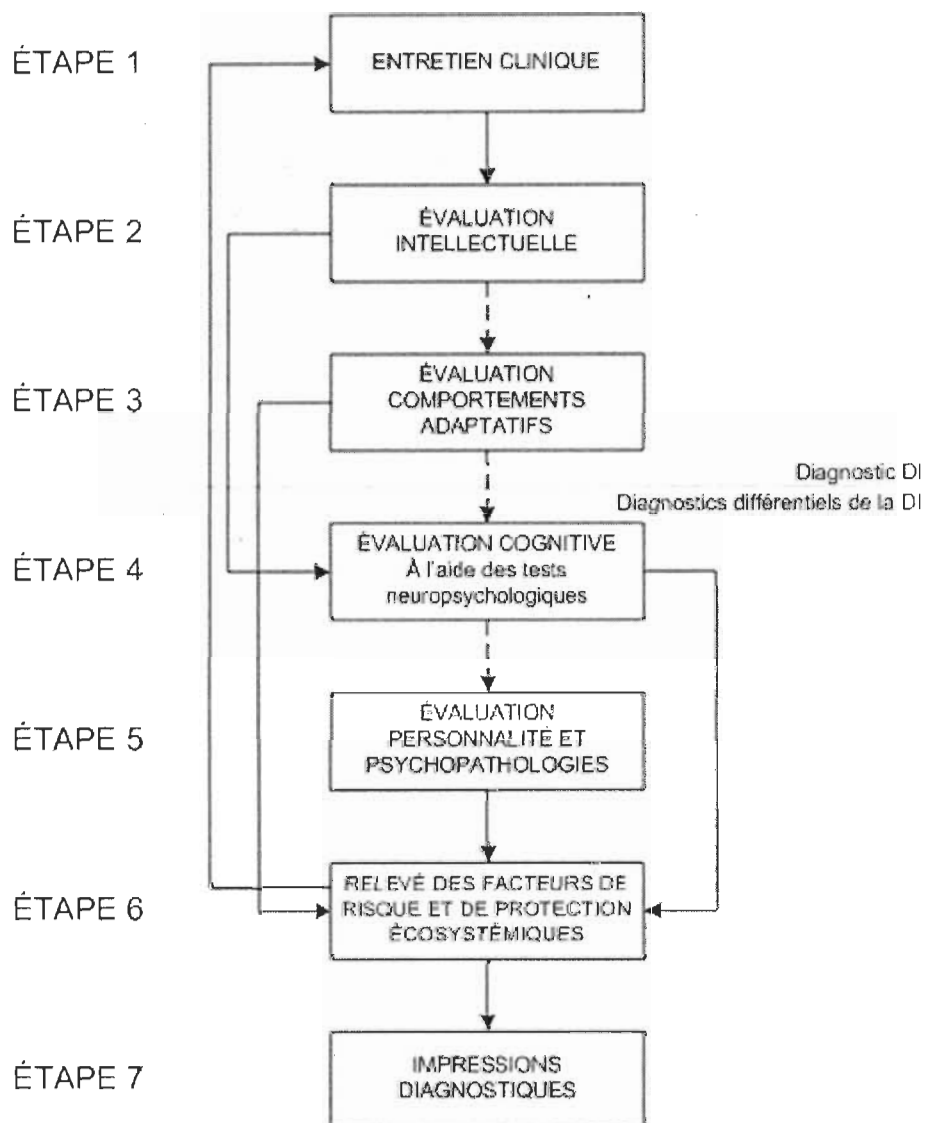 ÉTAPE 1
ENTRETIEN CLINIQUE
ÉTAPE 2
ÉVALUATION
INTELLECTUELLE
ÉTAPE 3
ÉVALUATION
COMPORTEMENTS
ADAPTATIFS
Diagnostic DI
Diagnostics différentiels de la DI
ÉTAPE 4
ÉVALUATION COGNITIVE
À l'aide des tests
neuropsychologiques
ÉTAPE 5
ÉVALUATION
PERSONNALITÉ ET
PSYCHOPATHOLOGIES
ÉTAPE 6
RELEVÉ DES FACTEURS DE
RISQUE ET DE PROTECTION
ÉCOSYSTÉMIQUES
ÉTAPE 7
IMPRESSIONS
DIAGNOSTIQUES